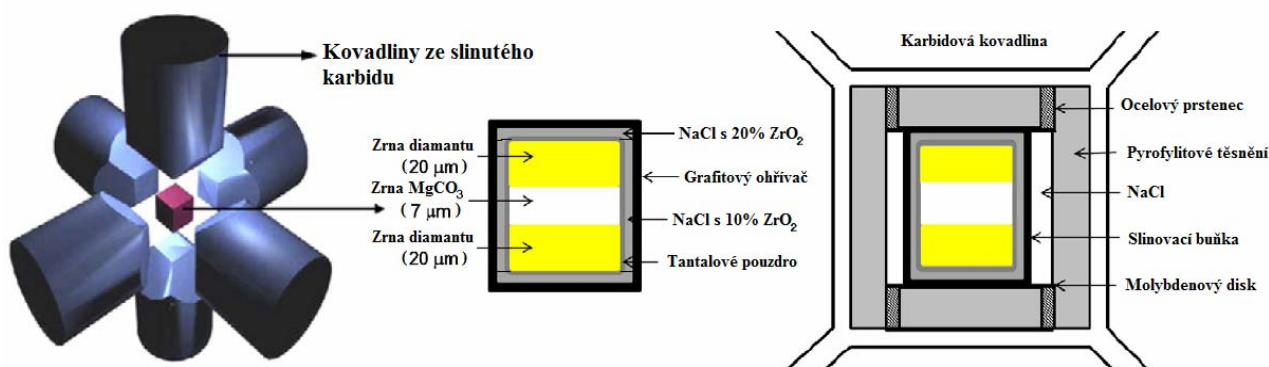 Kovadliny ze slinutého
karbidu
Zrna diamantu
(20 µm)
Zrna MgCO₃
(7 µm)
Zrna diamantu
(20 µm)
NaCl s 20% ZrO₂
Grafitový ohřívač
NaCl s 10% ZrO₂
Tantalové pouzdro
Karbidová kovadlina
Ocelový prstenec
Pyrofylitové těsnění
NaCl
Slinovací buňka
Molybdenový disk